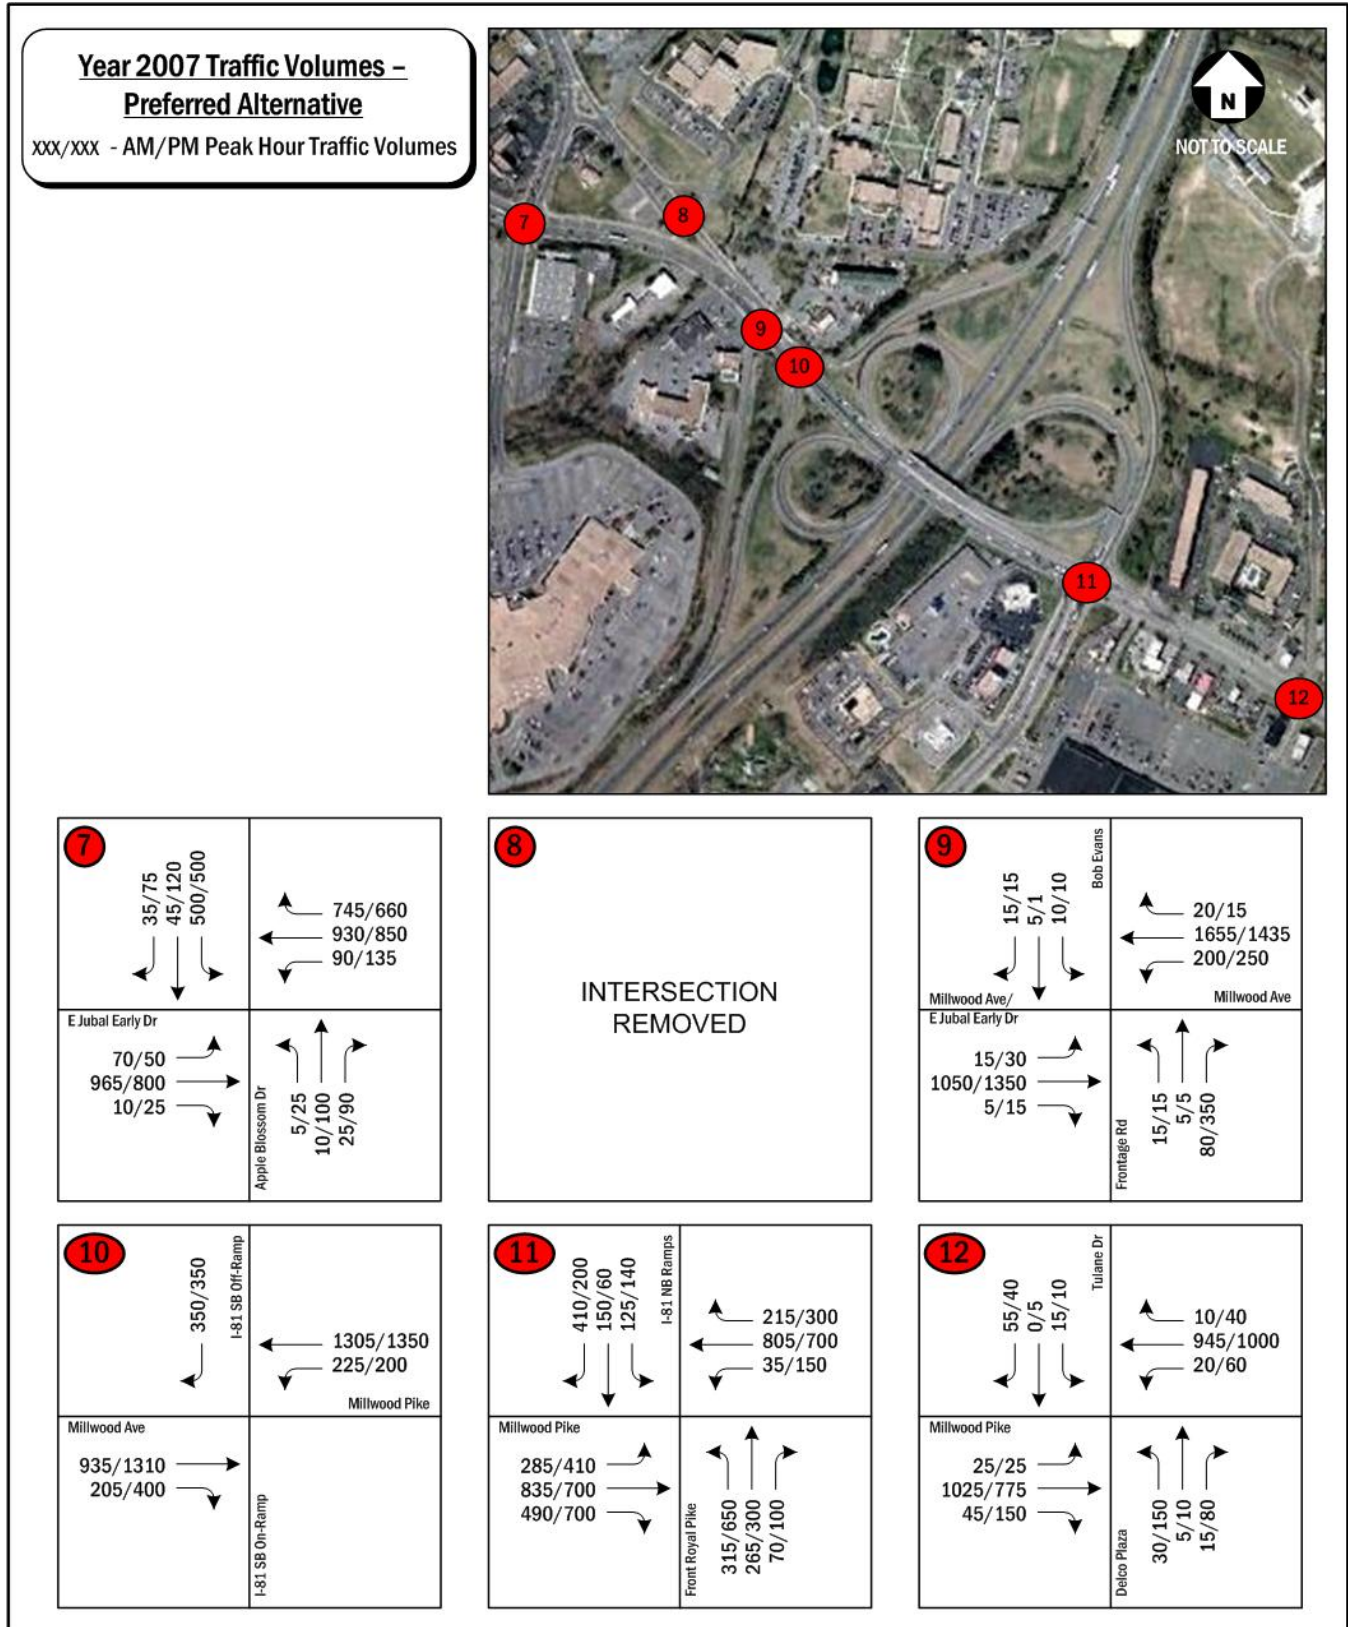 Year 2007 Traffic Volumes –
Preferred Alternative
XXX/XXX - AM/PM Peak Hour Traffic Volumes
N
NOT TO SCALE
7
8
9
10
11
12
7
35/75
45/120
500/500
745/660
930/850
90/135
E Jubal Early Dr
70/50
965/800
10/25
Apple Blossom Dr
5/25
10/100
25/90
8
INTERSECTION
REMOVED
9
15/15
5/1
10/10
Bob Evans
20/15
1655/1435
200/250
Millwood Ave/
E Jubal Early Dr
Millwood Ave
15/30
1050/1350
5/15
Frontage Rd
15/15
5/5
80/350
10
350/350
I-81 SB Off-Ramp
1305/1350
225/200
Millwood Pike
Millwood Ave
935/1310
205/400
I-81 SB On-Ramp
11
410/200
150/60
125/140
I-81 NB Ramps
215/300
805/700
35/150
Millwood Pike
285/410
835/700
490/700
Front Royal Pike
315/650
265/300
70/100
12
55/40
0/5
15/10
Tulane Dr
10/40
945/1000
20/60
Millwood Pike
25/25
1025/775
45/150
Delco Plaza
30/150
5/10
15/80